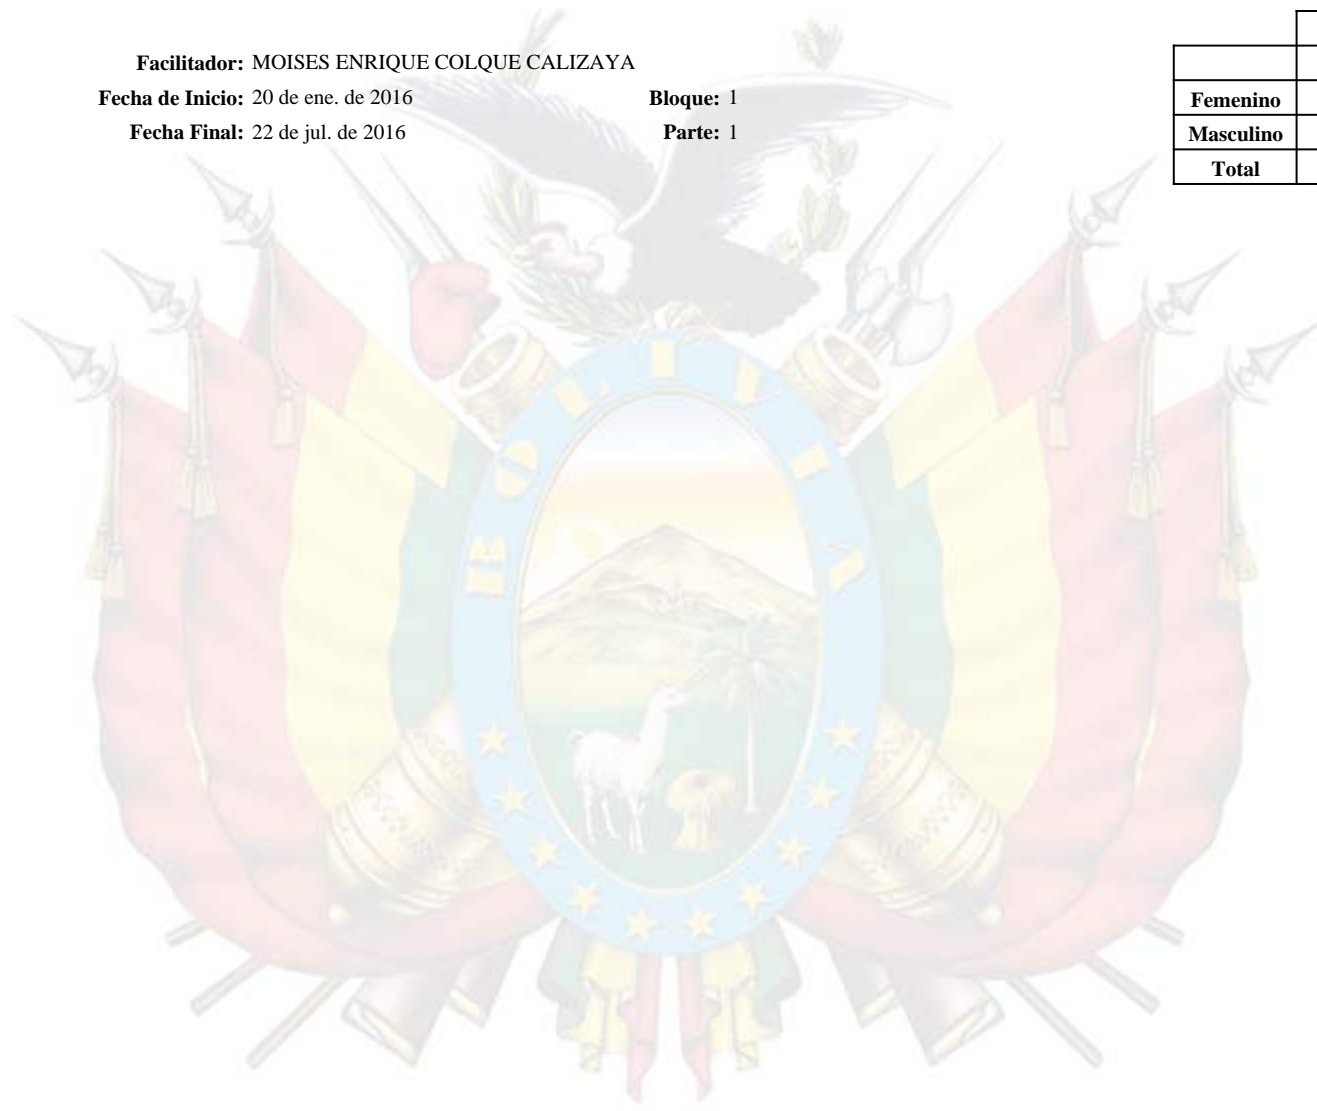 Facilitador: MOISES ENRIQUE COLQUE CALIZAYA
Fecha de Inicio: 20 de ene. de 2016 Bloque: 1
Fecha Final: 22 de jul. de 2016 Parte: 1
Femenino
Masculino
Total
BOLIVIA